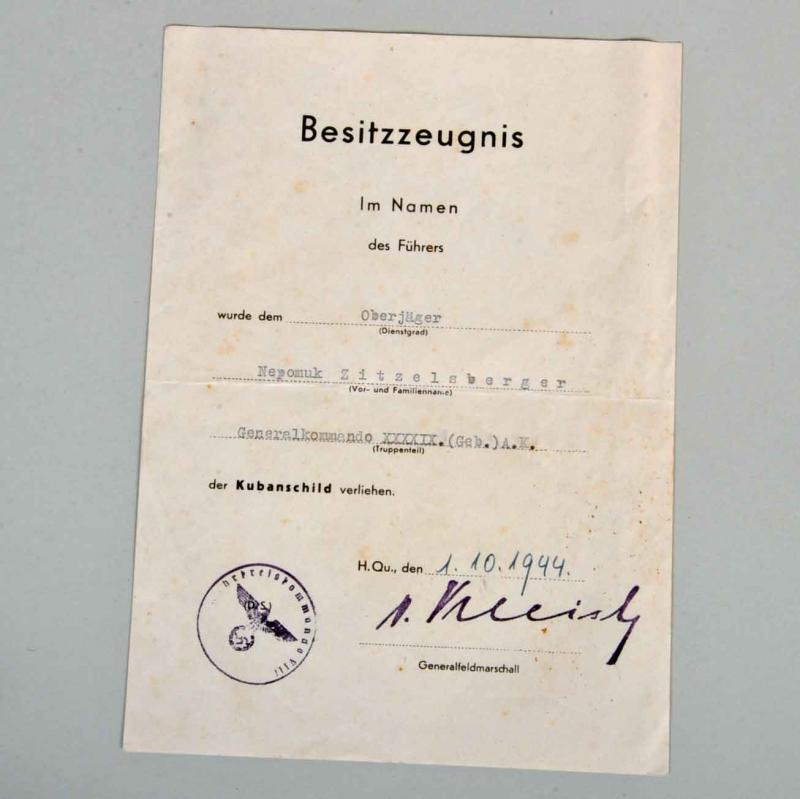 Besitzzeugnis
Im Namen
des Führers
wurde dem Oberjäger
(Dienstgrad)
Nepomuk Zitzelsberger
(Vor- und Familienname)
Generalkommando XXXXIX.(Geb.)A.K.
(Truppenteil)
der Kubanschild verliehen.
H.Qu., den 1.10.1944.
(D.S.)
v. Kleist
Generalfeldmarschall